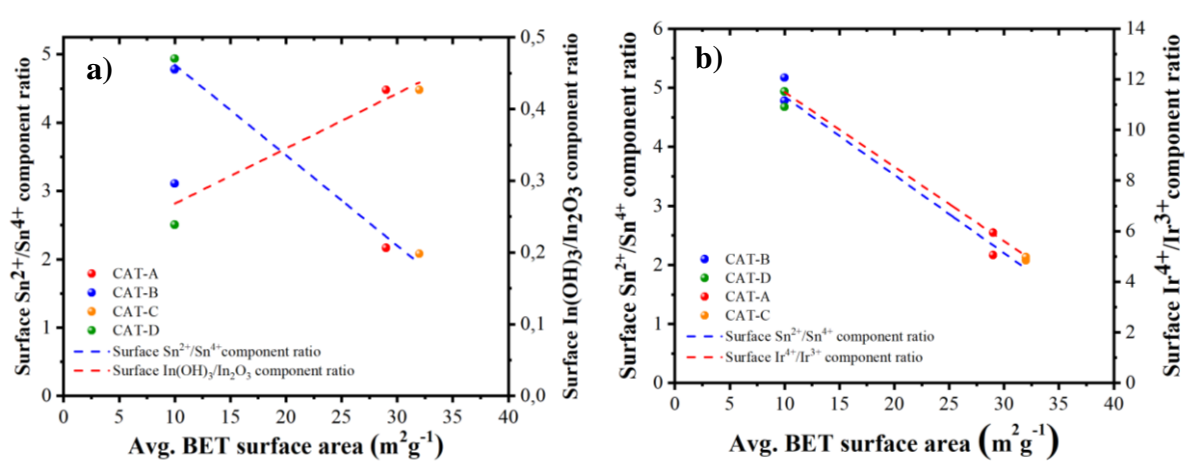 a)
Surface Sn2+/Sn4+ component ratio
5
4
3
2
1
0
0,5
0,4
0,3
0,2
0,1
0,0
Surface In(OH)3/In2O3 component ratio
CAT-A
CAT-B
CAT-C
CAT-D
Surface Sn2+/Sn4+ component ratio
Surface In(OH)3/In2O3 component ratio
0 5 10 15 20 25 30 35 40
Avg. BET surface area (m2g-1)
b)
Surface Sn2+/Sn4+ component ratio
6
5
4
3
2
1
0
14
12
10
8
6
4
2
0
Surface Ir4+/Ir3+ component ratio
CAT-B
CAT-D
CAT-A
CAT-C
Surface Sn2+/Sn4+ component ratio
Surface Ir4+/Ir3+ component ratio
0 5 10 15 20 25 30 35 40
Avg. BET surface area (m2g-1)